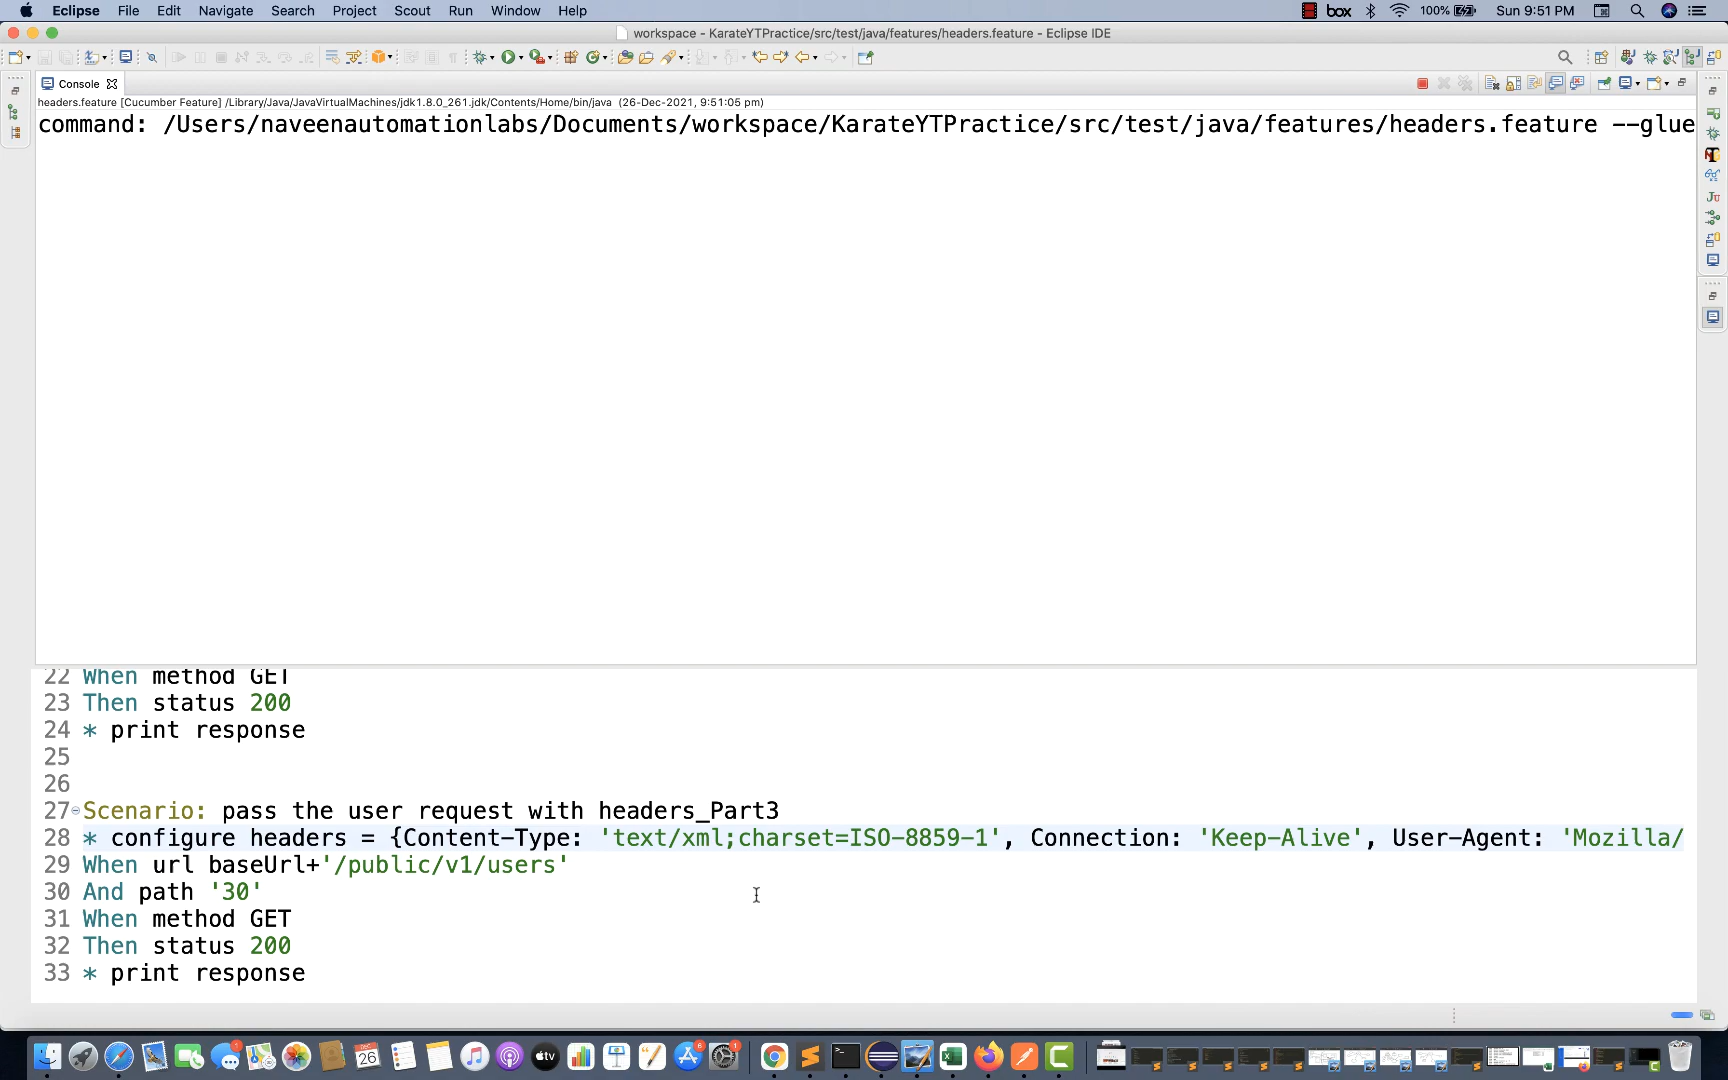 Eclipse File Edit Navigate Search Project Scout Run Window Help box 100% Sun 9:51 PM
workspace - KarateYTPractice/src/test/java/features/headers.feature - Eclipse IDE
Console
headers.feature [Cucumber Feature] /Library/Java/JavaVirtualMachines/jdk1.8.0_261.jdk/Contents/Home/bin/java (26-Dec-2021, 9:51:05 pm)
command: /Users/naveenautomationlabs/Documents/workspace/KarateYTPractice/src/test/java/features/headers.feature --glue
22 When method GET
23 Then status 200
24 * print response
25
26
27 Scenario: pass the user request with headers_Part3
28 * configure headers = {Content-Type: 'text/xml;charset=ISO-8859-1', Connection: 'Keep-Alive', User-Agent: 'Mozilla/
29 When url baseUrl+'/public/v1/users'
30 And path '30'
31 When method GET
32 Then status 200
33 * print response